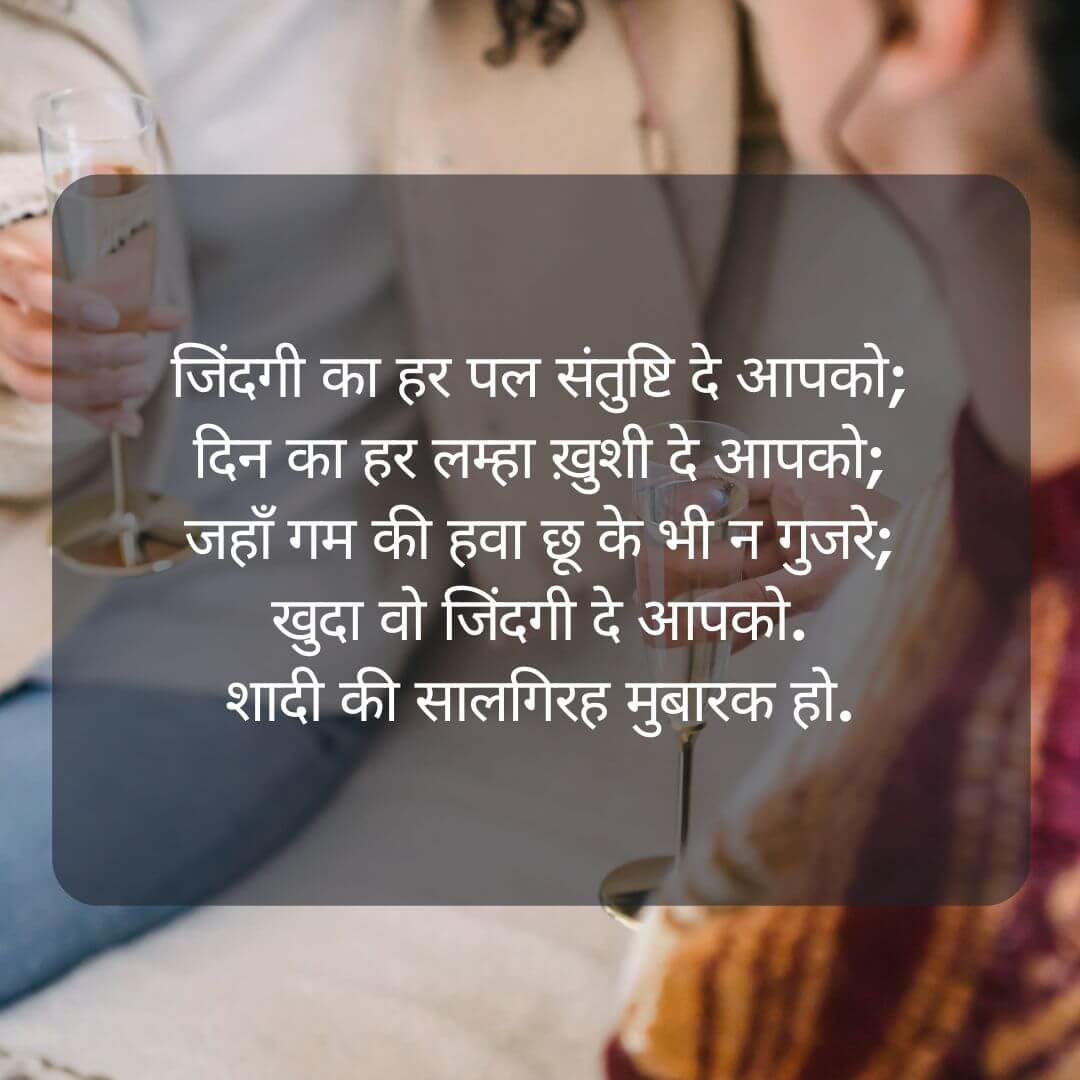 जिंदगी का हर पल संतुष्टि दे आपको;
दिन का हर लम्हा ख़ुशी दे आपको;
जहाँ गम की हवा छू के भी न गुजरे;
खुदा वो जिंदगी दे आपको.
शादी की सालगिरह मुबारक हो.